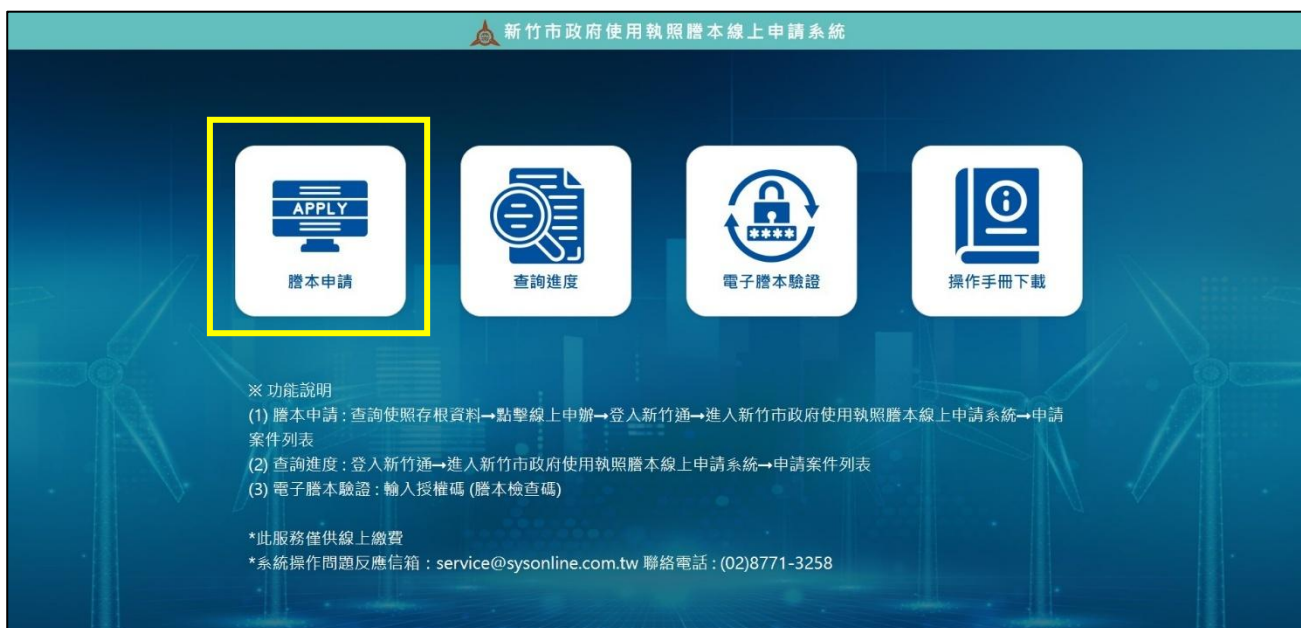 新竹市政府使用執照謄本線上申請系統
APPLY
謄本申請
查詢進度
****
電子謄本驗證
操作手冊下載
※ 功能說明
(1) 謄本申請 : 查詢使照存根資料→點擊線上申辦→登入新竹通→進入新竹市政府使用執照謄本線上申請系統→申請
案件列表
(2) 查詢進度 : 登入新竹通→進入新竹市政府使用執照謄本線上申請系統→申請案件列表
(3) 電子謄本驗證 : 輸入授權碼 (謄本檢查碼)
*此服務僅供線上繳費
*系統操作問題反應信箱：service@sysonline.com.tw 聯絡電話 : (02)8771-3258